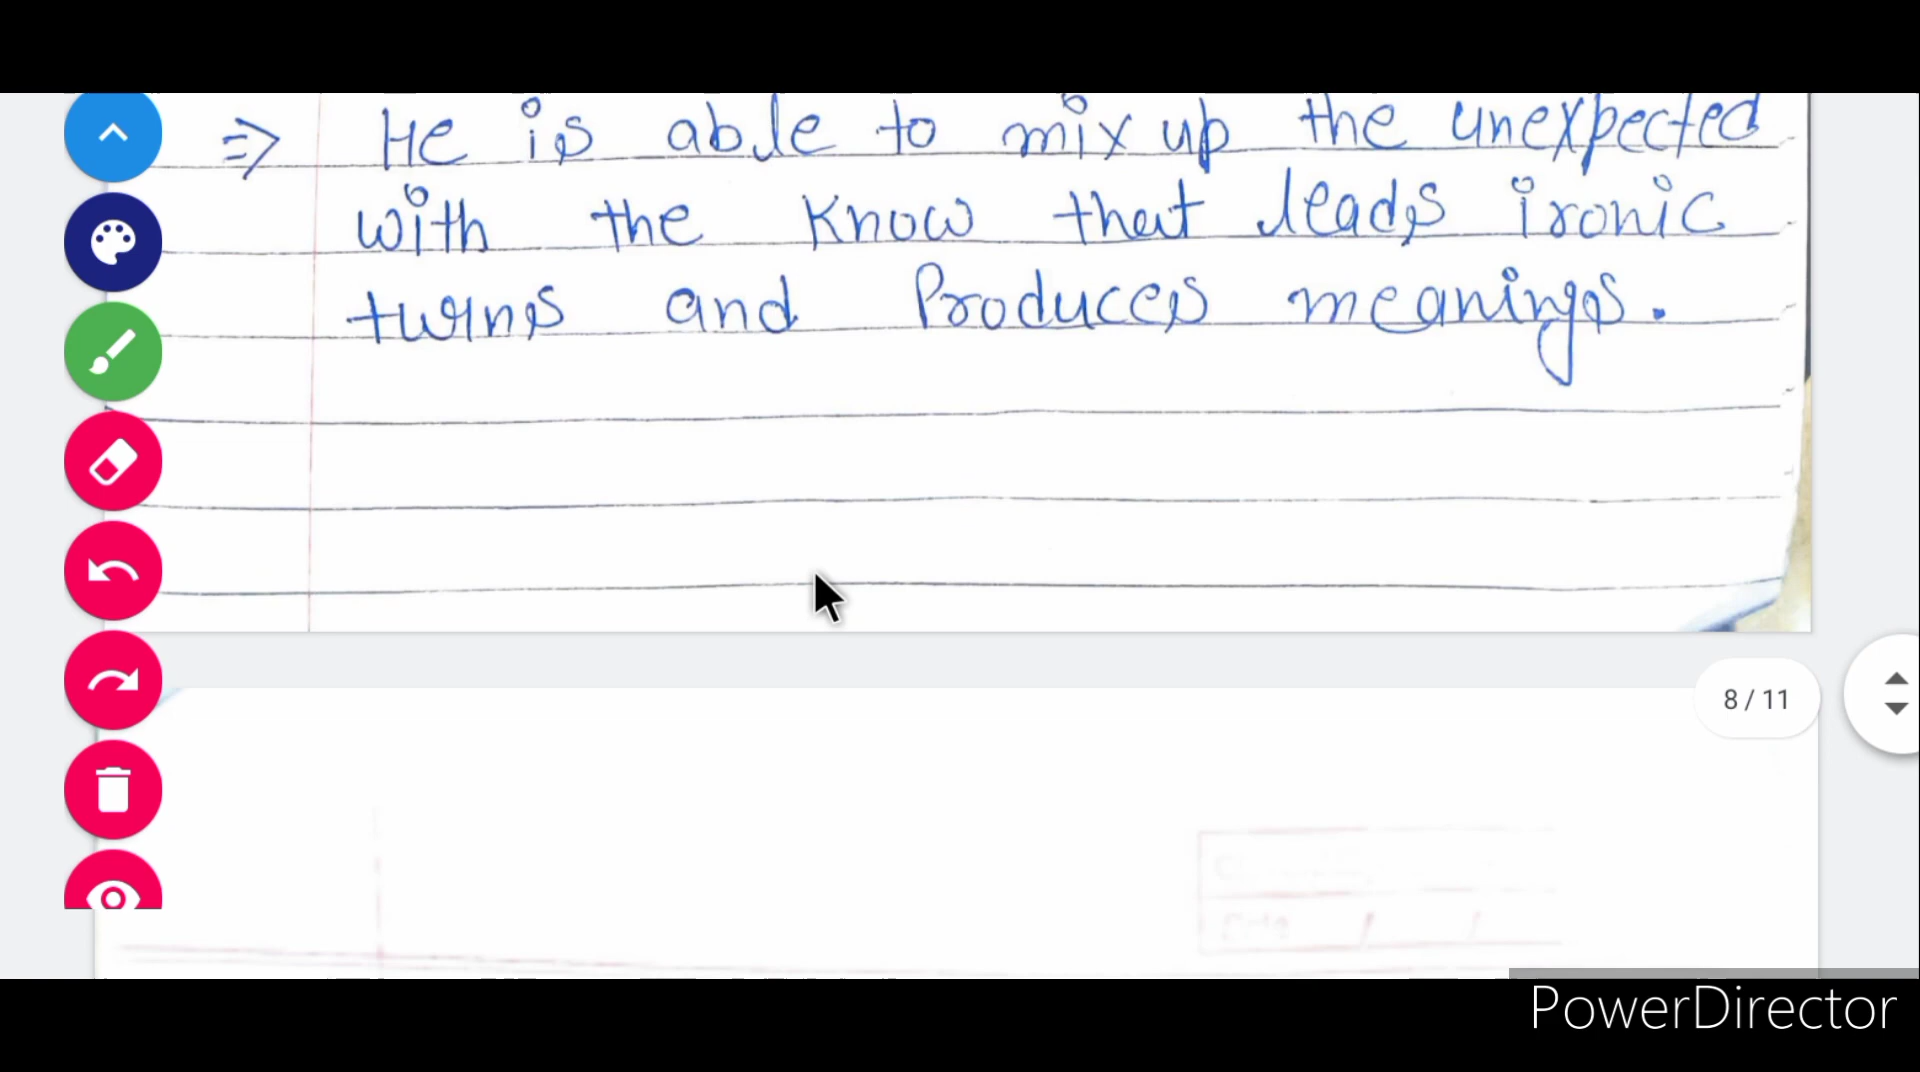 ⇒ He is able to mix up the unexpected
with the know that leads ironic
turns and Produces meanings.
8 / 11
Date / /
PowerDirector